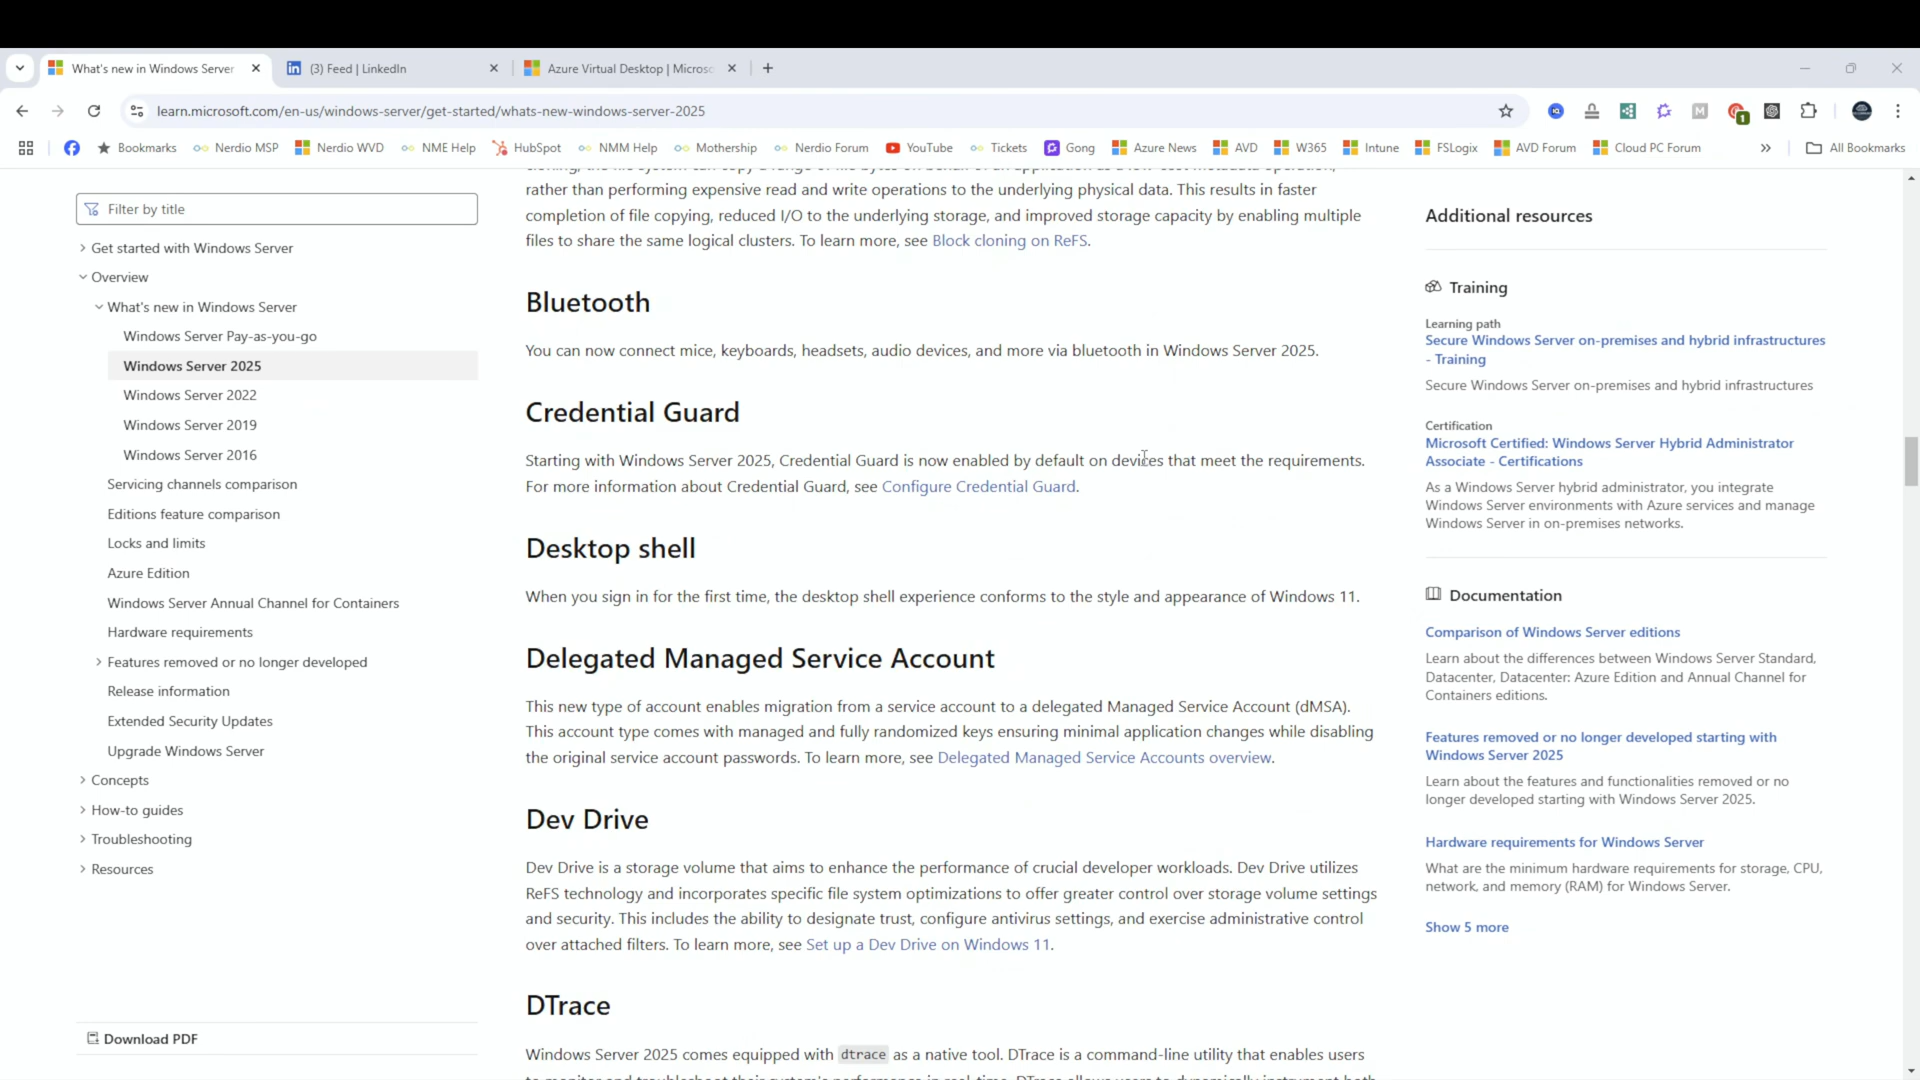 What's new in Windows Server
(3) Feed | LinkedIn
Azure Virtual Desktop | Microsc
learn.microsoft.com/en-us/windows-server/get-started/whats-new-windows-server-2025
1
Bookmarks
Nerdio MSP
Nerdio WVD
NME Help
HubSpot
NMM Help
Mothership
Nerdio Forum
YouTube
Tickets
Gong
Azure News
AVD
W365
Intune
FSLogix
AVD Forum
Cloud PC Forum
All Bookmarks
Filter by title
Get started with Windows Server
Overview
What's new in Windows Server
Windows Server Pay-as-you-go
Windows Server 2025
Windows Server 2022
Windows Server 2019
Windows Server 2016
Servicing channels comparison
Editions feature comparison
Locks and limits
Azure Edition
Windows Server Annual Channel for Containers
Hardware requirements
Features removed or no longer developed
Release information
Extended Security Updates
Upgrade Windows Server
Concepts
How-to guides
Troubleshooting
Resources
Download PDF
rather than performing expensive read and write operations to the underlying physical data. This results in faster
completion of file copying, reduced I/O to the underlying storage, and improved storage capacity by enabling multiple
files to share the same logical clusters. To learn more, see Block cloning on ReFS.
Bluetooth
You can now connect mice, keyboards, headsets, audio devices, and more via bluetooth in Windows Server 2025.
Credential Guard
Starting with Windows Server 2025, Credential Guard is now enabled by default on devices that meet the requirements.
For more information about Credential Guard, see Configure Credential Guard.
Desktop shell
When you sign in for the first time, the desktop shell experience conforms to the style and appearance of Windows 11.
Delegated Managed Service Account
This new type of account enables migration from a service account to a delegated Managed Service Account (dMSA).
This account type comes with managed and fully randomized keys ensuring minimal application changes while disabling
the original service account passwords. To learn more, see Delegated Managed Service Accounts overview.
Dev Drive
Dev Drive is a storage volume that aims to enhance the performance of crucial developer workloads. Dev Drive utilizes
ReFS technology and incorporates specific file system optimizations to offer greater control over storage volume settings
and security. This includes the ability to designate trust, configure antivirus settings, and exercise administrative control
over attached filters. To learn more, see Set up a Dev Drive on Windows 11.
DTrace
Windows Server 2025 comes equipped with dtrace as a native tool. DTrace is a command-line utility that enables users
Additional resources
Training
Learning path
Secure Windows Server on-premises and hybrid infrastructures
- Training
Secure Windows Server on-premises and hybrid infrastructures
Certification
Microsoft Certified: Windows Server Hybrid Administrator
Associate - Certifications
As a Windows Server hybrid administrator, you integrate
Windows Server environments with Azure services and manage
Windows Server in on-premises networks.
Documentation
Comparison of Windows Server editions
Learn about the differences between Windows Server Standard,
Datacenter, Datacenter: Azure Edition and Annual Channel for
Containers editions.
Features removed or no longer developed starting with
Windows Server 2025
Learn about the features and functionalities removed or no
longer developed starting with Windows Server 2025.
Hardware requirements for Windows Server
What are the minimum hardware requirements for storage, CPU,
network, and memory (RAM) for Windows Server.
Show 5 more